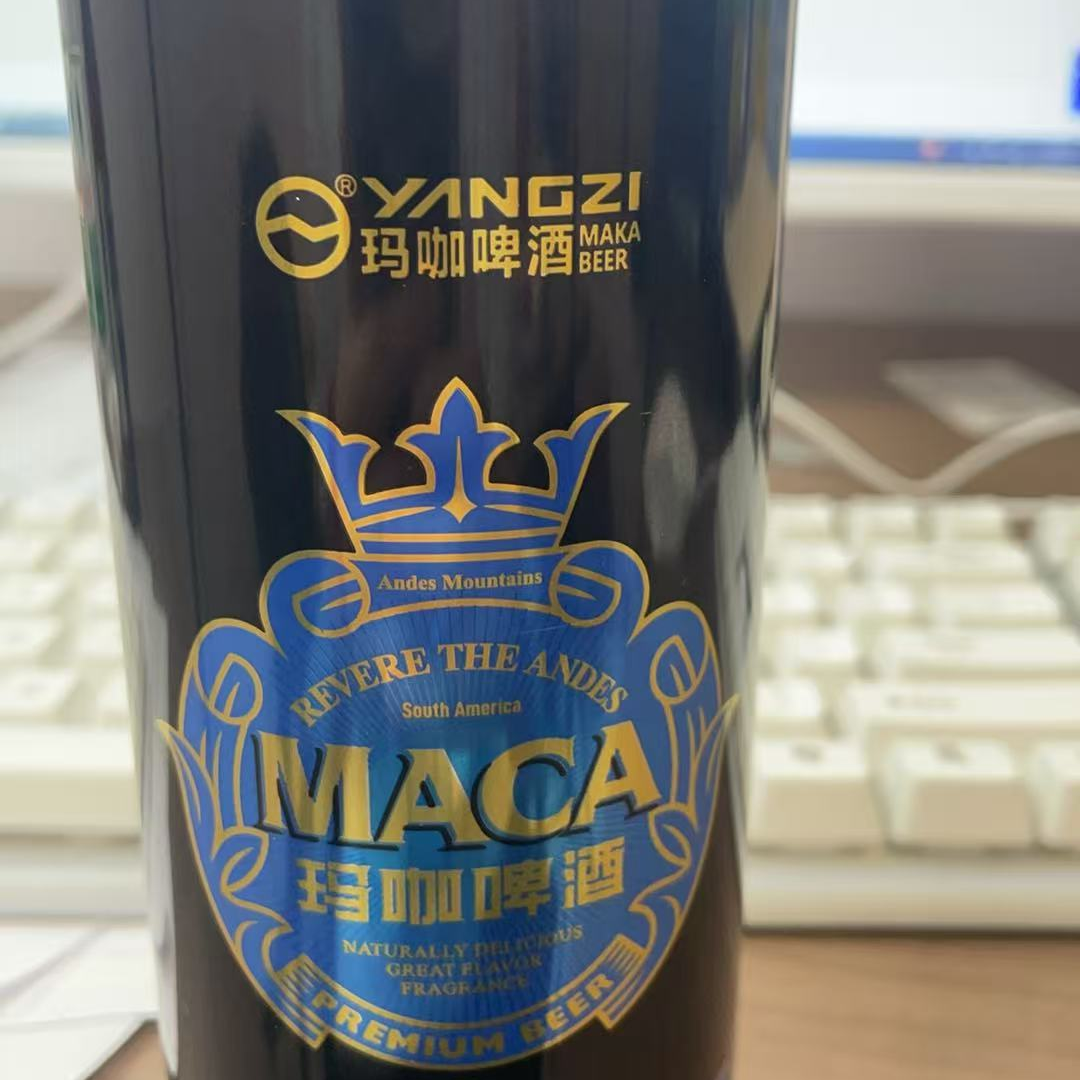 ® YANGZI
玛咖啤酒 MAKA BEER
Andes Mountains
REVERE THE ANDES
South America
MACA
玛咖啤酒
NATURALLY DELICIOUS
GREAT FLAVOR
FRAGRANCE
PREMIUM BEER